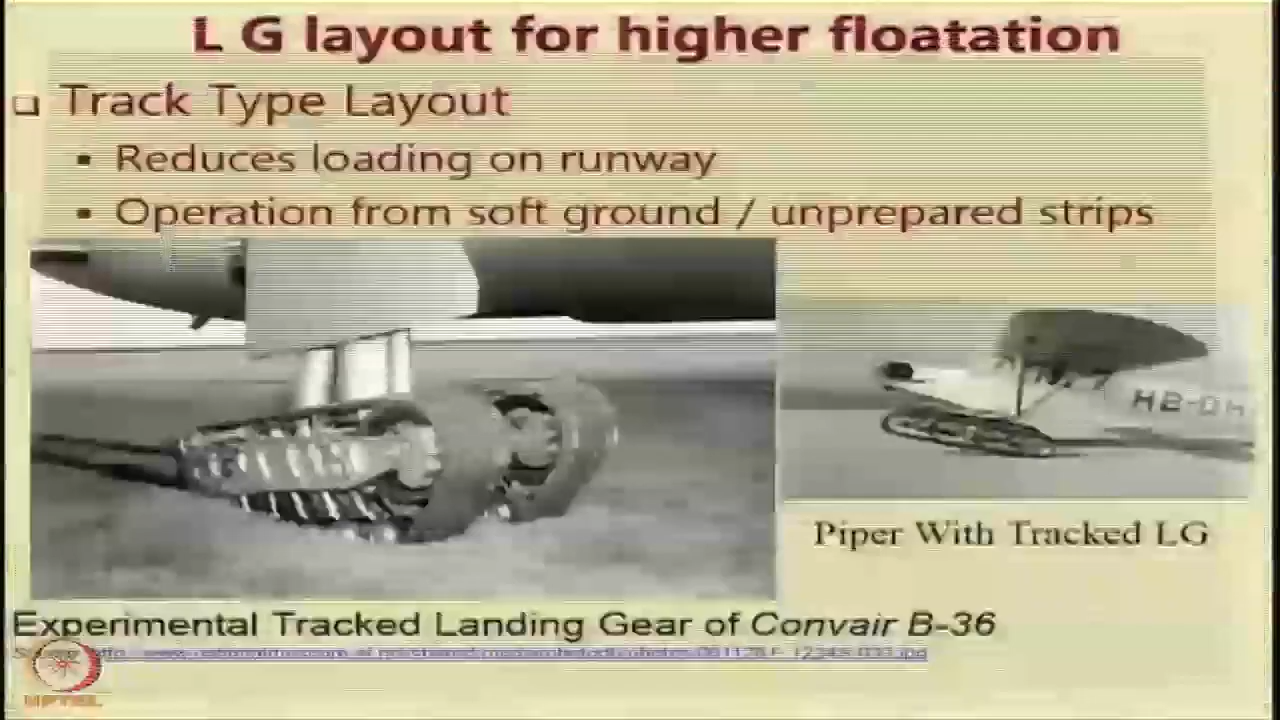 L G layout for higher floatation
Track Type Layout
Reduces loading on runway
Operation from soft ground / unprepared strips
HB-OH
Piper With Tracked LG
Experimental Tracked Landing Gear of Convair B-36
NPTEL